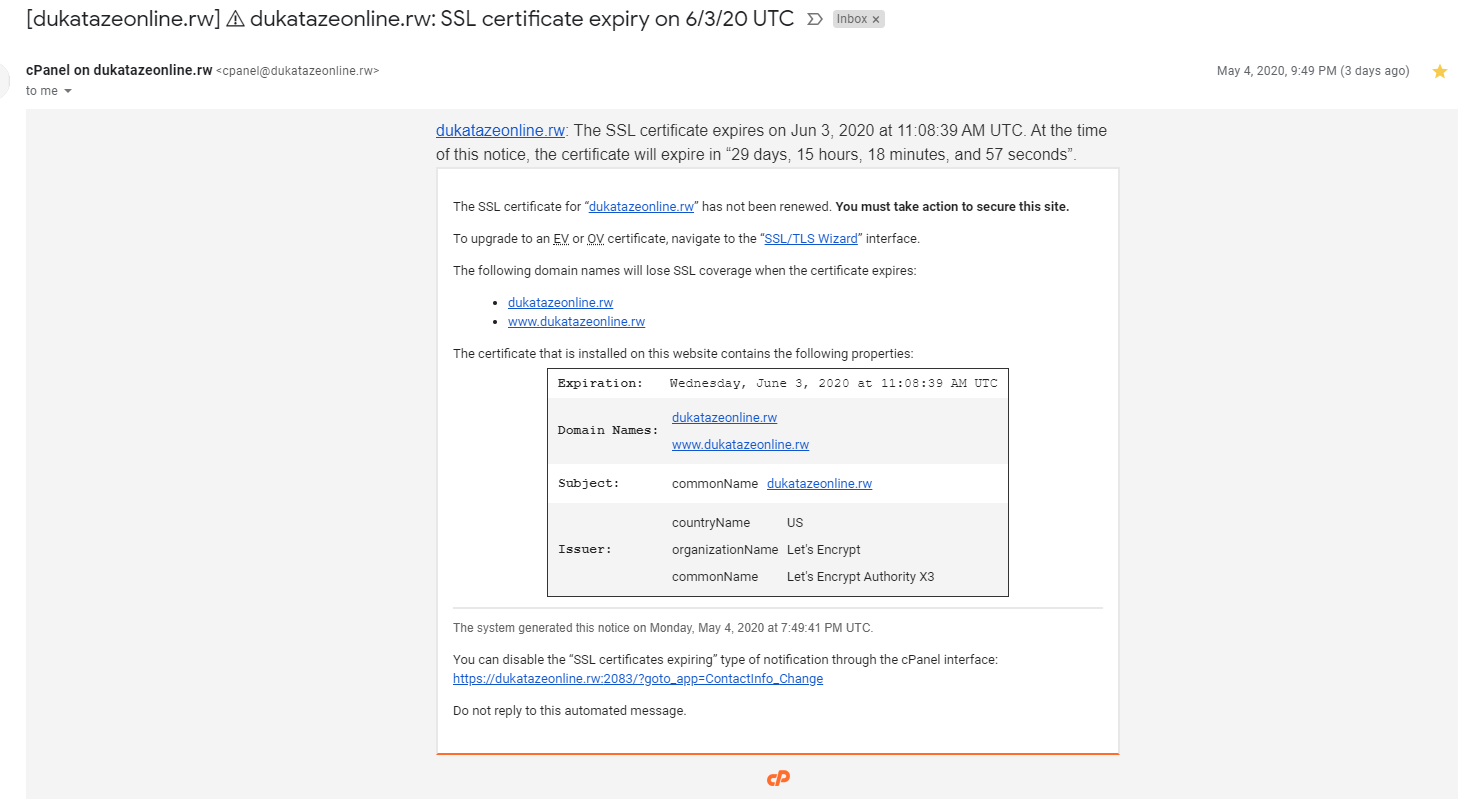 [dukatazeonline.rw] ⚠ dukatazeonline.rw: SSL certificate expiry on 6/3/20 UTC Inbox ×
cPanel on dukatazeonline.rw <cpanel@dukatazeonline.rw> May 4, 2020, 9:49 PM (3 days ago)
to me
dukatazeonline.rw: The SSL certificate expires on Jun 3, 2020 at 11:08:39 AM UTC. At the time
of this notice, the certificate will expire in “29 days, 15 hours, 18 minutes, and 57 seconds”.
The SSL certificate for “dukatazeonline.rw” has not been renewed. You must take action to secure this site.
To upgrade to an EV or OV certificate, navigate to the “SSL/TLS Wizard” interface.
The following domain names will lose SSL coverage when the certificate expires:
• dukatazeonline.rw
• www.dukatazeonline.rw
The certificate that is installed on this website contains the following properties:
Expiration: Wednesday, June 3, 2020 at 11:08:39 AM UTC
Domain Names:
dukatazeonline.rw
www.dukatazeonline.rw
Subject: commonName dukatazeonline.rw
Issuer:
countryName US
organizationName Let's Encrypt
commonName Let's Encrypt Authority X3
The system generated this notice on Monday, May 4, 2020 at 7:49:41 PM UTC.
You can disable the “SSL certificates expiring” type of notification through the cPanel interface:
https://dukatazeonline.rw:2083/?goto_app=ContactInfo_Change
Do not reply to this automated message.
cP